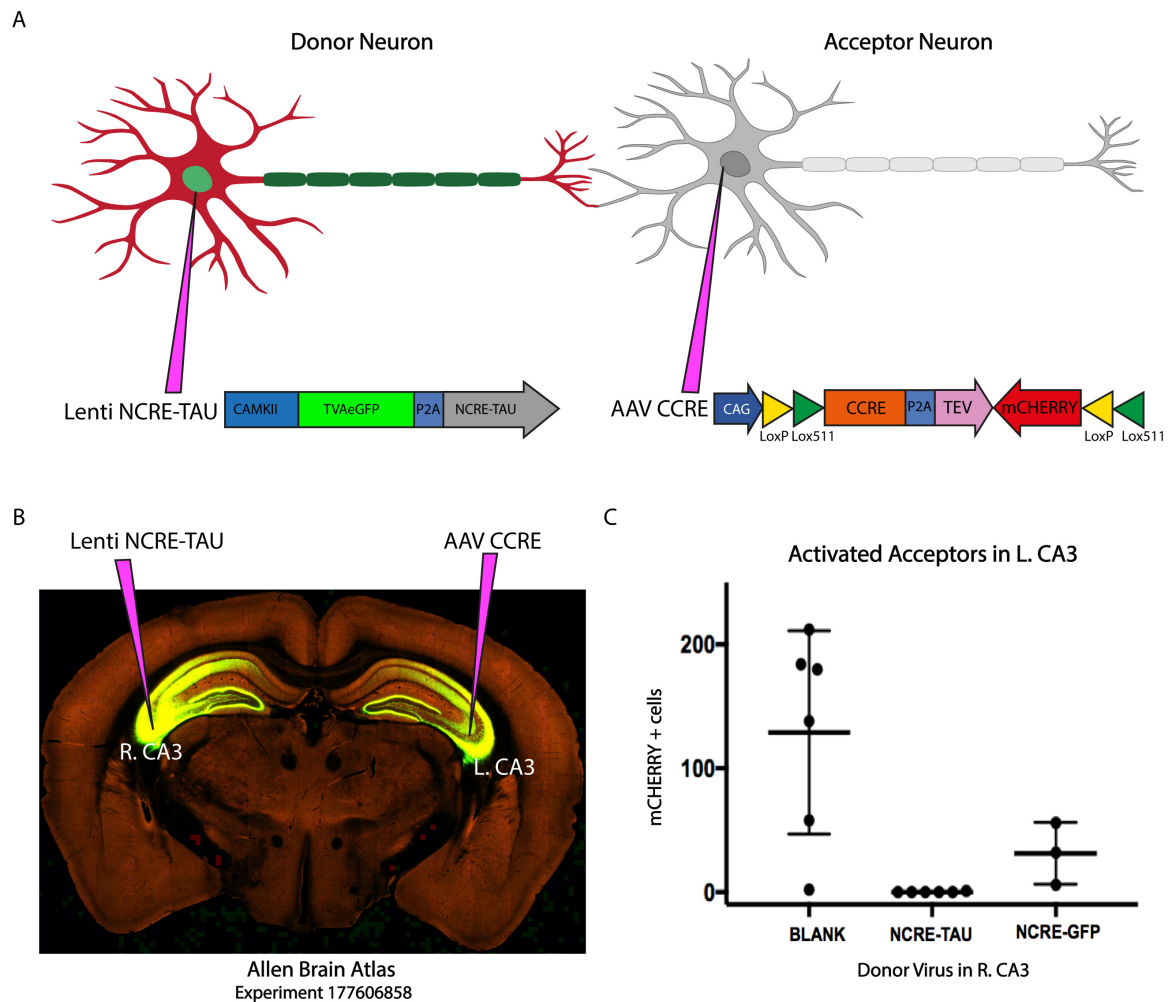 A
Donor Neuron
Acceptor Neuron
Lenti NCRE-TAU
CAMKII
TVAeGFP
P2A
NCRE-TAU
AAV CCRE
CAG
LoxP
Lox511
CCRE
P2A
TEV
mCHERRY
LoxP
Lox511
B
Lenti NCRE-TAU
AAV CCRE
R. CA3
L. CA3
Allen Brain Atlas
Experiment 177606858
C
Activated Acceptors in L. CA3
mCHERRY + cells
200
100
0
BLANK
NCRE-TAU
NCRE-GFP
Donor Virus in R. CA3